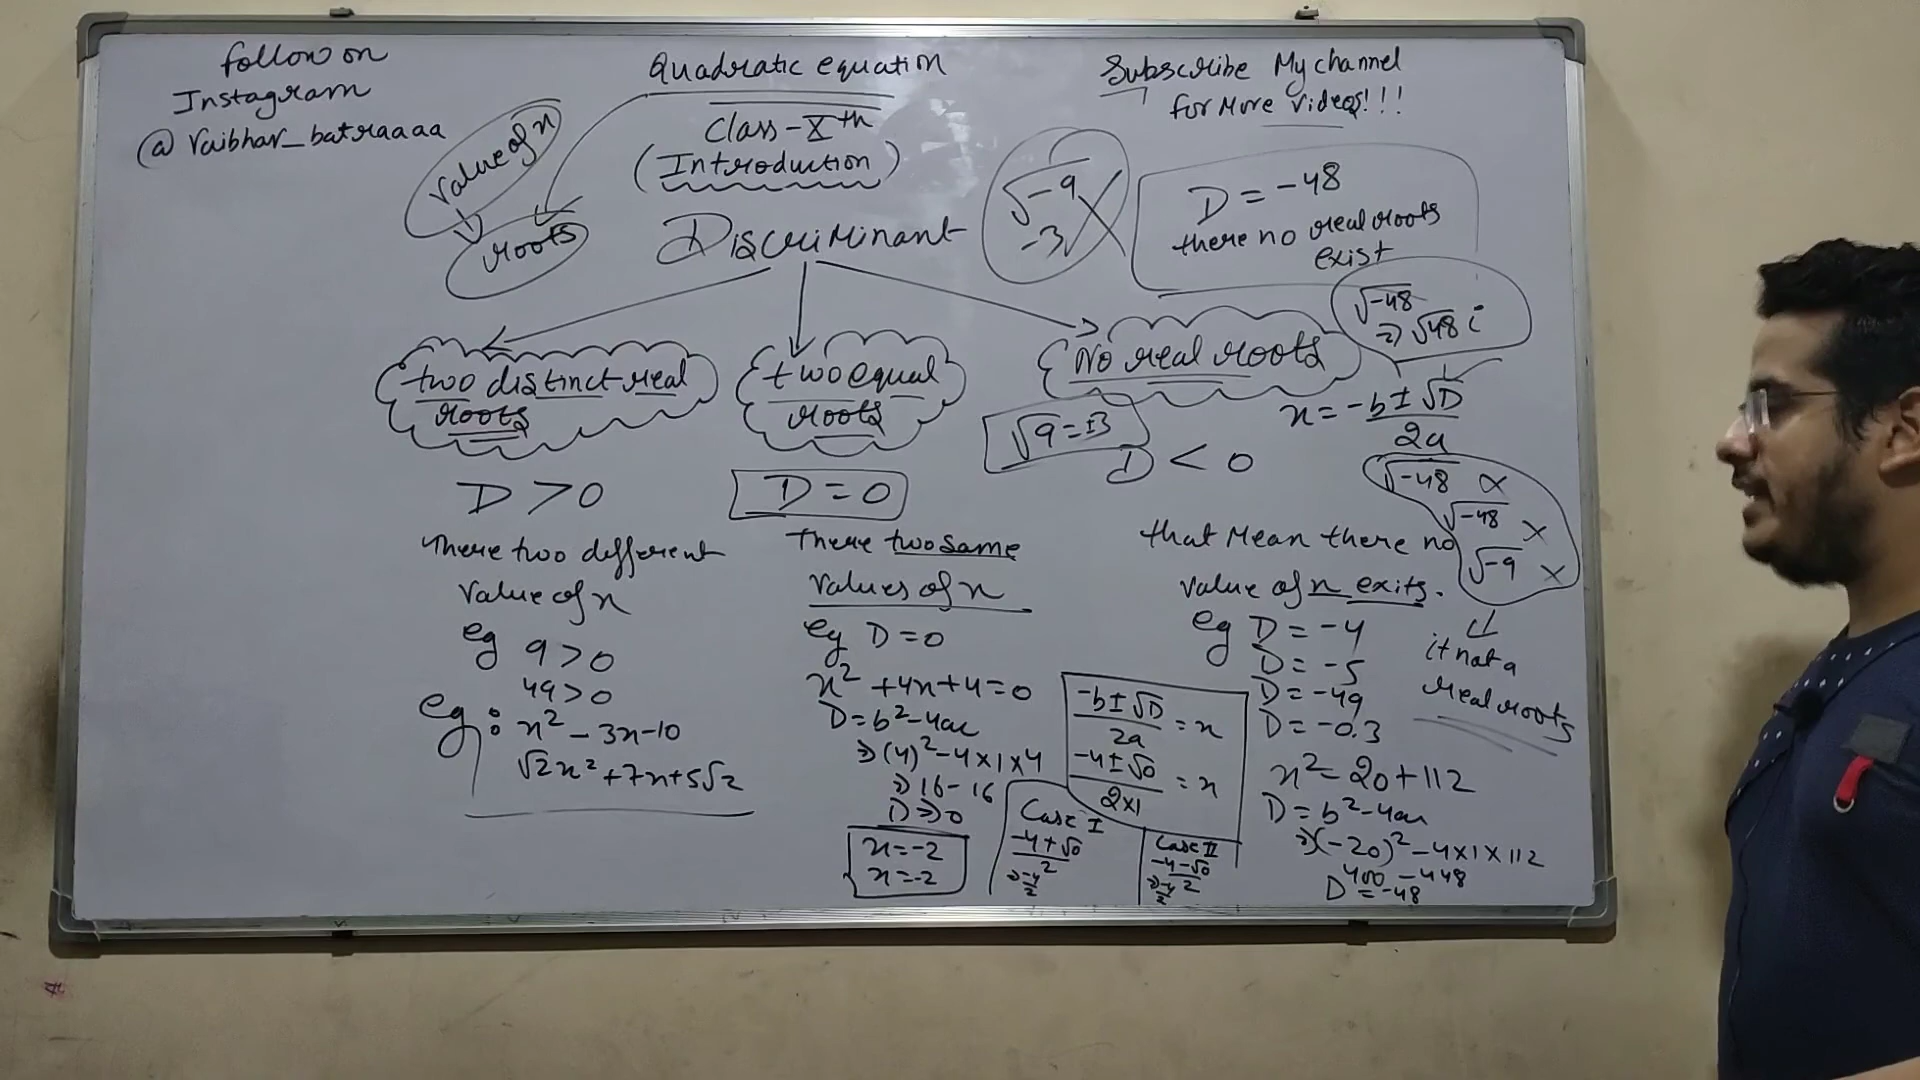 follow on
Instagram
@vaibhav_batraaaa
Quadratic equation
Class-Xth
(Introduction)
Subscribe My channel
For More videos!!!
value of x
roots
Discriminant
√-9
-3
D = -48
there no real roots
exist
√-48
⇒ √48 i
two distinct real
roots
two equal
roots
No real roots
√9 = ±3
x = -b ± √D
2a
D > 0
D = 0
D < 0
√-48 ×
√-48 ×
√-9 ×
it not a
real roots
There two different
value of x
eg 9 > 0
49 > 0
eg: x² - 3x - 10
√2x² + 7x + 5√2
There two same
values of x
eg D = 0
x² + 4x + 4 = 0
D = b² - 4ac
⇒ (4)² - 4 × 1 × 4
⇒ 16 - 16
D ⇒ 0
x = -2
x = -2
-b ± √D = x
2a
-4 ± √0 = x
2×1
Case I
-4 + √0
2
⇒ -4
2
Case II
-4 - √0
2
⇒ -4
2
that Mean there no
value of x exits.
eg D = -4
D = -5
D = -49
D = -0.3
x² = 20 + 112
D = b² - 4ac
⇒ (-20)² - 4 × 1 × 112
400 - 448
D = -48